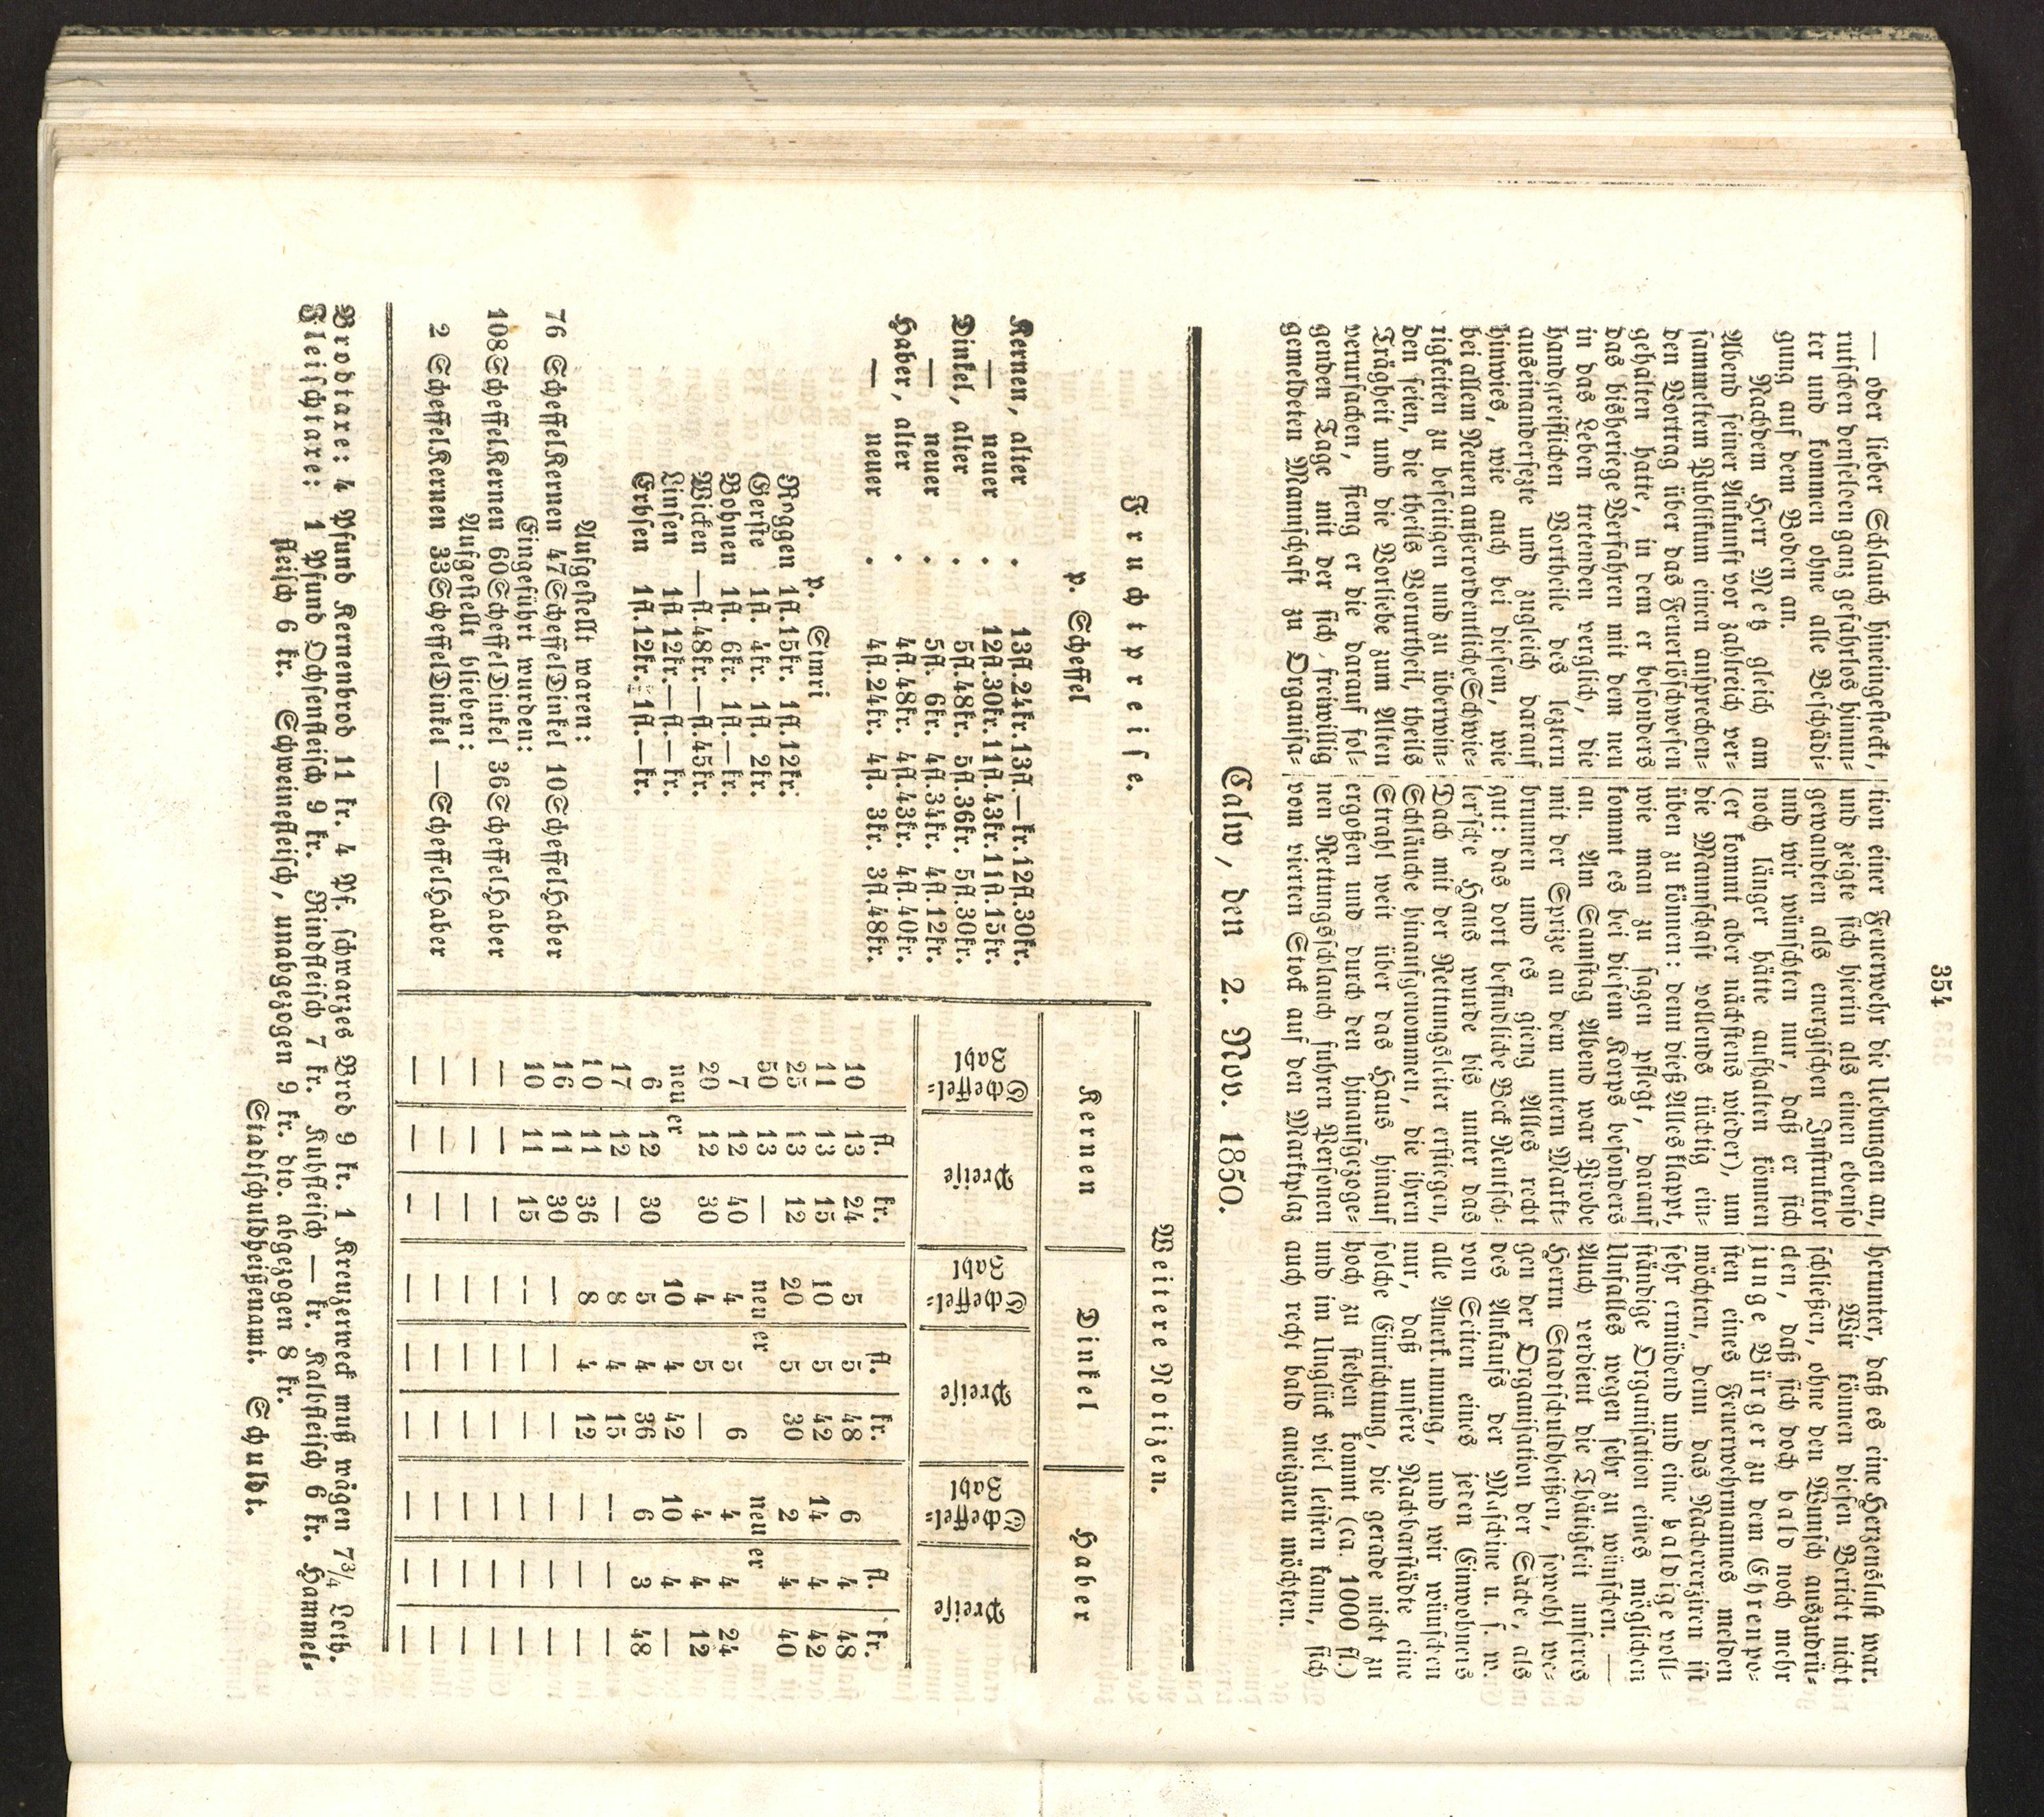 354
— oder lieber Schlauch hineingesteckt,
rutschen denselben ganz gefahrlos hinun-
ter und kommen ohne alle Beschädi-
gung auf dem Boden an.
Nachdem Herr Metz gleich am
Abend seiner Ankunft vor zahlreich ver-
sammeltem Publikum einen ansprechen-
den Vortrag über das Feuerlöschwesen
gehalten hatte, in dem er besonders
das bisherige Verfahren mit dem neu
in das Leben tretenden verglich, die
handgreiflichen Vortheile des leztern
auseinandersezte und zugleich darauf
hinwies, wie auch bei diesem, wie
bei allem Neuen außerordentliche Schwie-
rigkeiten zu beseitigen und zu überwin-
den seien, die theils Vorurtheil, theils
Trägheit und die Vorliebe zum Alten
verursachen, fieng er die darauf fol-
genden Tage mit der sich freiwillig
gemeldeten Mannschaft zu Organisa-
tion einer Feuerwehr die Uebungen an,
und zeigte sich hierin als einen ebenso
gewandten als energischen Instruktor
und wir wünschten nur, daß er sich
noch länger hätte aufhalten können
(er kommt aber nächstens wieder), um
die Mannschaft vollends tüchtig ein-
üben zu können: denn dieß Alles klappt,
wie man zu sagen pflegt, darauf
kommt es bei diesem Korps besonders
an. Am Samstag Abend war Probe
mit der Sprize an dem untern Markt-
brunnen und es gieng Alles recht
gut: das dort befindliche Beck Rentsch-
ler'sche Haus wurde bis unter das
Dach mit der Rettungsleiter erstiegen,
Schläuche hinaufgenommen, die ihren
Strahl weit über das Haus hinauf
ergoßen und durch den hinaufgezoge-
nen Rettungsschlauch fuhren Personen
vom vierten Stock auf den Marktplaz
herunter, daß es eine Herzenslust war.
Wir können diesen Bericht nicht
schließen, ohne den Wunsch auszudrü-
cken, daß sich doch bald noch mehr
junge Bürger zu dem Ehrenpo-
sten eines Feuerwehrmannes melden
möchten, denn das Nachexerziren ist
sehr ermüdend und eine baldige voll-
ständige Organisation eines möglichen
Unfalles wegen sehr zu wünschen. —
Auch verdient die Thätigkeit unseres
Herrn Stadtschuldheißen, sowohl we-
gen der Organisation der Sache, als
des Ankaufs der Maschine u. s. w.
von Seiten eines jeden Einwohners
alle Anerkennung, und wir wünschen
nur, daß unsere Nachbarstädte eine
solche Einrichtung, die gerade nicht zu
hoch zu stehen kommt (ca. 1000 fl.)
und im Unglück viel leisten kann, sich
auch recht bald aneignen möchten.
Calw, den 2. Nov. 1850.
Fruchtpreise.
p. Scheffel
Kernen, alter . 13fl. 24kr. 13fl.—kr. 12fl. 30kr.
— neuer . 12fl. 30kr. 11fl. 43kr. 11fl. 15kr.
Dinkel, alter . 5fl. 48kr. 5fl. 36kr. 5fl. 30kr.
— neuer . 5fl. 6kr. 4fl. 34kr. 4fl. 12kr.
Haber, alter . 4fl. 48kr. 4fl. 43kr. 4fl. 40kr.
— neuer . 4fl. 24kr. 4fl. 3kr. 3fl. 48kr.
p. Simri
Roggen 1fl. 15kr. 1fl. 12kr.
Gerste 1fl. 4kr. 1fl. 2kr.
Bohnen 1fl. 6kr. 1fl.—kr.
Wicken —fl. 48kr.—fl. 45kr.
Linsen 1fl 12kr.—fl.—kr.
Erbsen 1fl. 12kr. 1fl.—kr.
Aufgestellt waren:
76 Scheffel Kernen 47 Scheffel Dinkel 10 Scheffel Haber
Eingeführt wurden:
108 Scheffel Kernen 60 Scheffel Dinkel 36 Scheffel Haber
Aufgestellt blieben:
2 Scheffel Kernen 33 Scheffel Dinkel — Scheffel Haber
Weitere Notizen.
Kernen Dinkel Haber
Scheffel-Zahl Preise Scheffel-Zahl Preise Scheffel-Zahl Preise
fl. kr. fl. kr. fl. kr.
10 13 24 5 5 48 6 4 48
11 13 15 10 5 42 14 4 42
25 13 12 20 5 30 2 4 40
50 13 — neuer neuer
7 12 40 4 5 6 4 4 24
20 12 30 4 5 — 4 4 12
neuer 10 4 42 10 4 —
6 12 30 5 4 36 6 3 48
17 12 — 8 4 15 — — —
10 11 36 8 4 12 — — —
16 11 30 — — — — — —
10 11 15 — — — — — —
— — — — — — — — —
— — — — — — — — —
— — — — — — — — —
— — — — — — — — —
Brodtaxe: 4 Pfund Kernenbrod 11 kr. 4 Pf. schwarzes Brod 9 kr. 1 Kreuzerweck muß wägen 7¾ Loth.
Fleischtaxe: 1 Pfund Ochsenfleisch 9 kr. Rindfleisch 7 kr. Kuhfleisch — kr. Kalbfleisch 6 kr. Hammel-
fleisch 6 kr. Schweinefleisch, unabgezogen 9 kr. dto. abgezogen 8 kr.
Stadtschuldheißenamt. Schuldt.